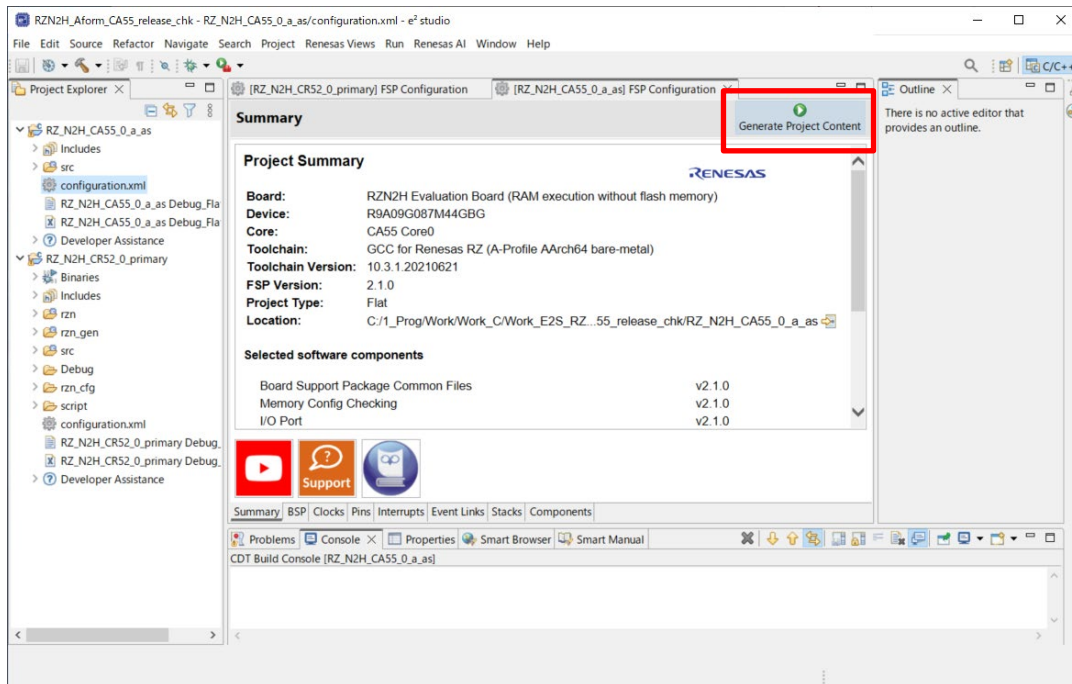 RZN2H_Aform_CA55_release_chk - RZ_N2H_CA55_0_a_as/configuration.xml - e² studio
File Edit Source Refactor Navigate Search Project Renesas Views Run Renesas AI Window Help
C/C++
Project Explorer
RZ_N2H_CA55_0_a_as
Includes
src
configuration.xml
RZ_N2H_CA55_0_a_as Debug_Fla
RZ_N2H_CA55_0_a_as Debug_Fla
Developer Assistance
RZ_N2H_CR52_0_primary
Binaries
Includes
rzn
rzn_gen
src
Debug
rzn_cfg
script
configuration.xml
RZ_N2H_CR52_0_primary Debug_
RZ_N2H_CR52_0_primary Debug_
Developer Assistance
[RZ_N2H_CR52_0_primary] FSP Configuration
[RZ_N2H_CA55_0_a_as] FSP Configuration
Summary
Generate Project Content
Project Summary
RENESAS
Board: RZN2H Evaluation Board (RAM execution without flash memory)
Device: R9A09G087M44GBG
Core: CA55 Core0
Toolchain: GCC for Renesas RZ (A-Profile AArch64 bare-metal)
Toolchain Version: 10.3.1.20210621
FSP Version: 2.1.0
Project Type: Flat
Location: C:/1_Prog/Work/Work_C/Work_E2S_RZ...55_release_chk/RZ_N2H_CA55_0_a_as
Selected software components
Board Support Package Common Files v2.1.0
Memory Config Checking v2.1.0
I/O Port v2.1.0
Support
Summary BSP Clocks Pins Interrupts Event Links Stacks Components
Outline
There is no active editor that
provides an outline.
Problems Console Properties Smart Browser Smart Manual
CDT Build Console [RZ_N2H_CA55_0_a_as]